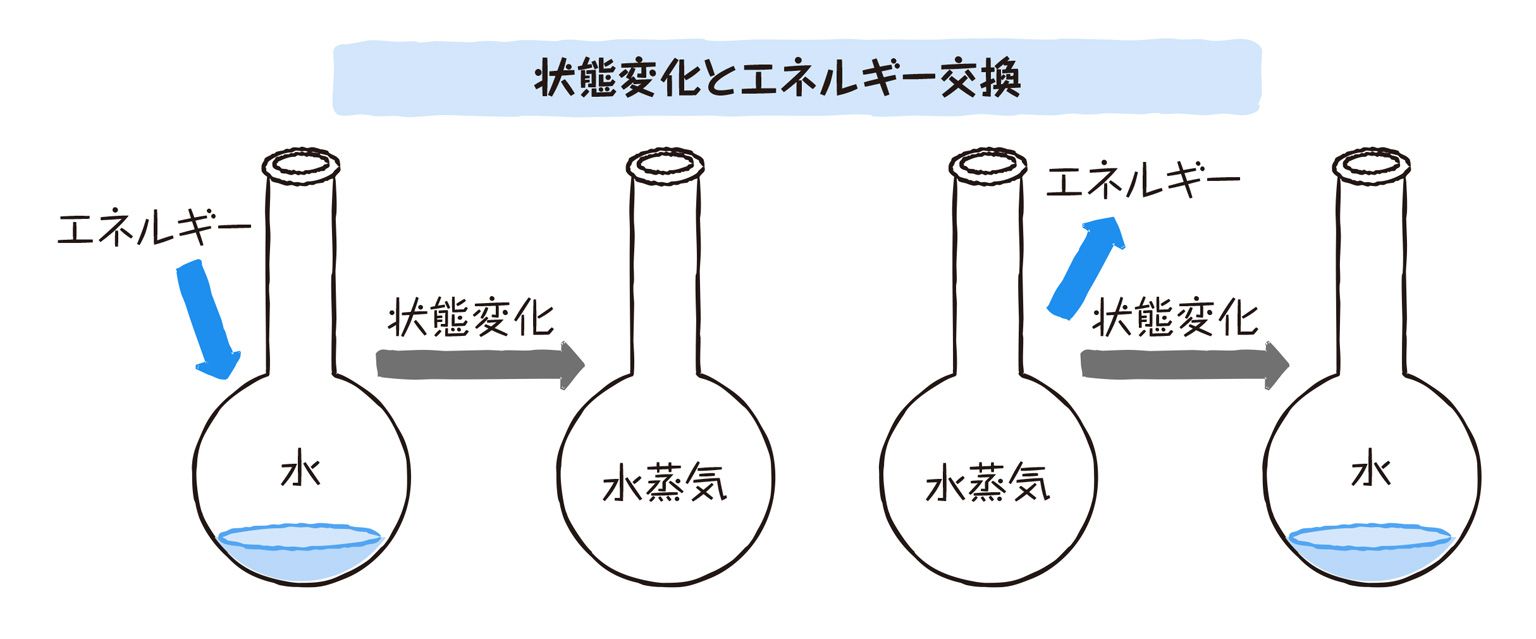 状態変化とエネルギー交換
エネルギー
状態変化
水
水蒸気
エネルギー
状態変化
水蒸気
水